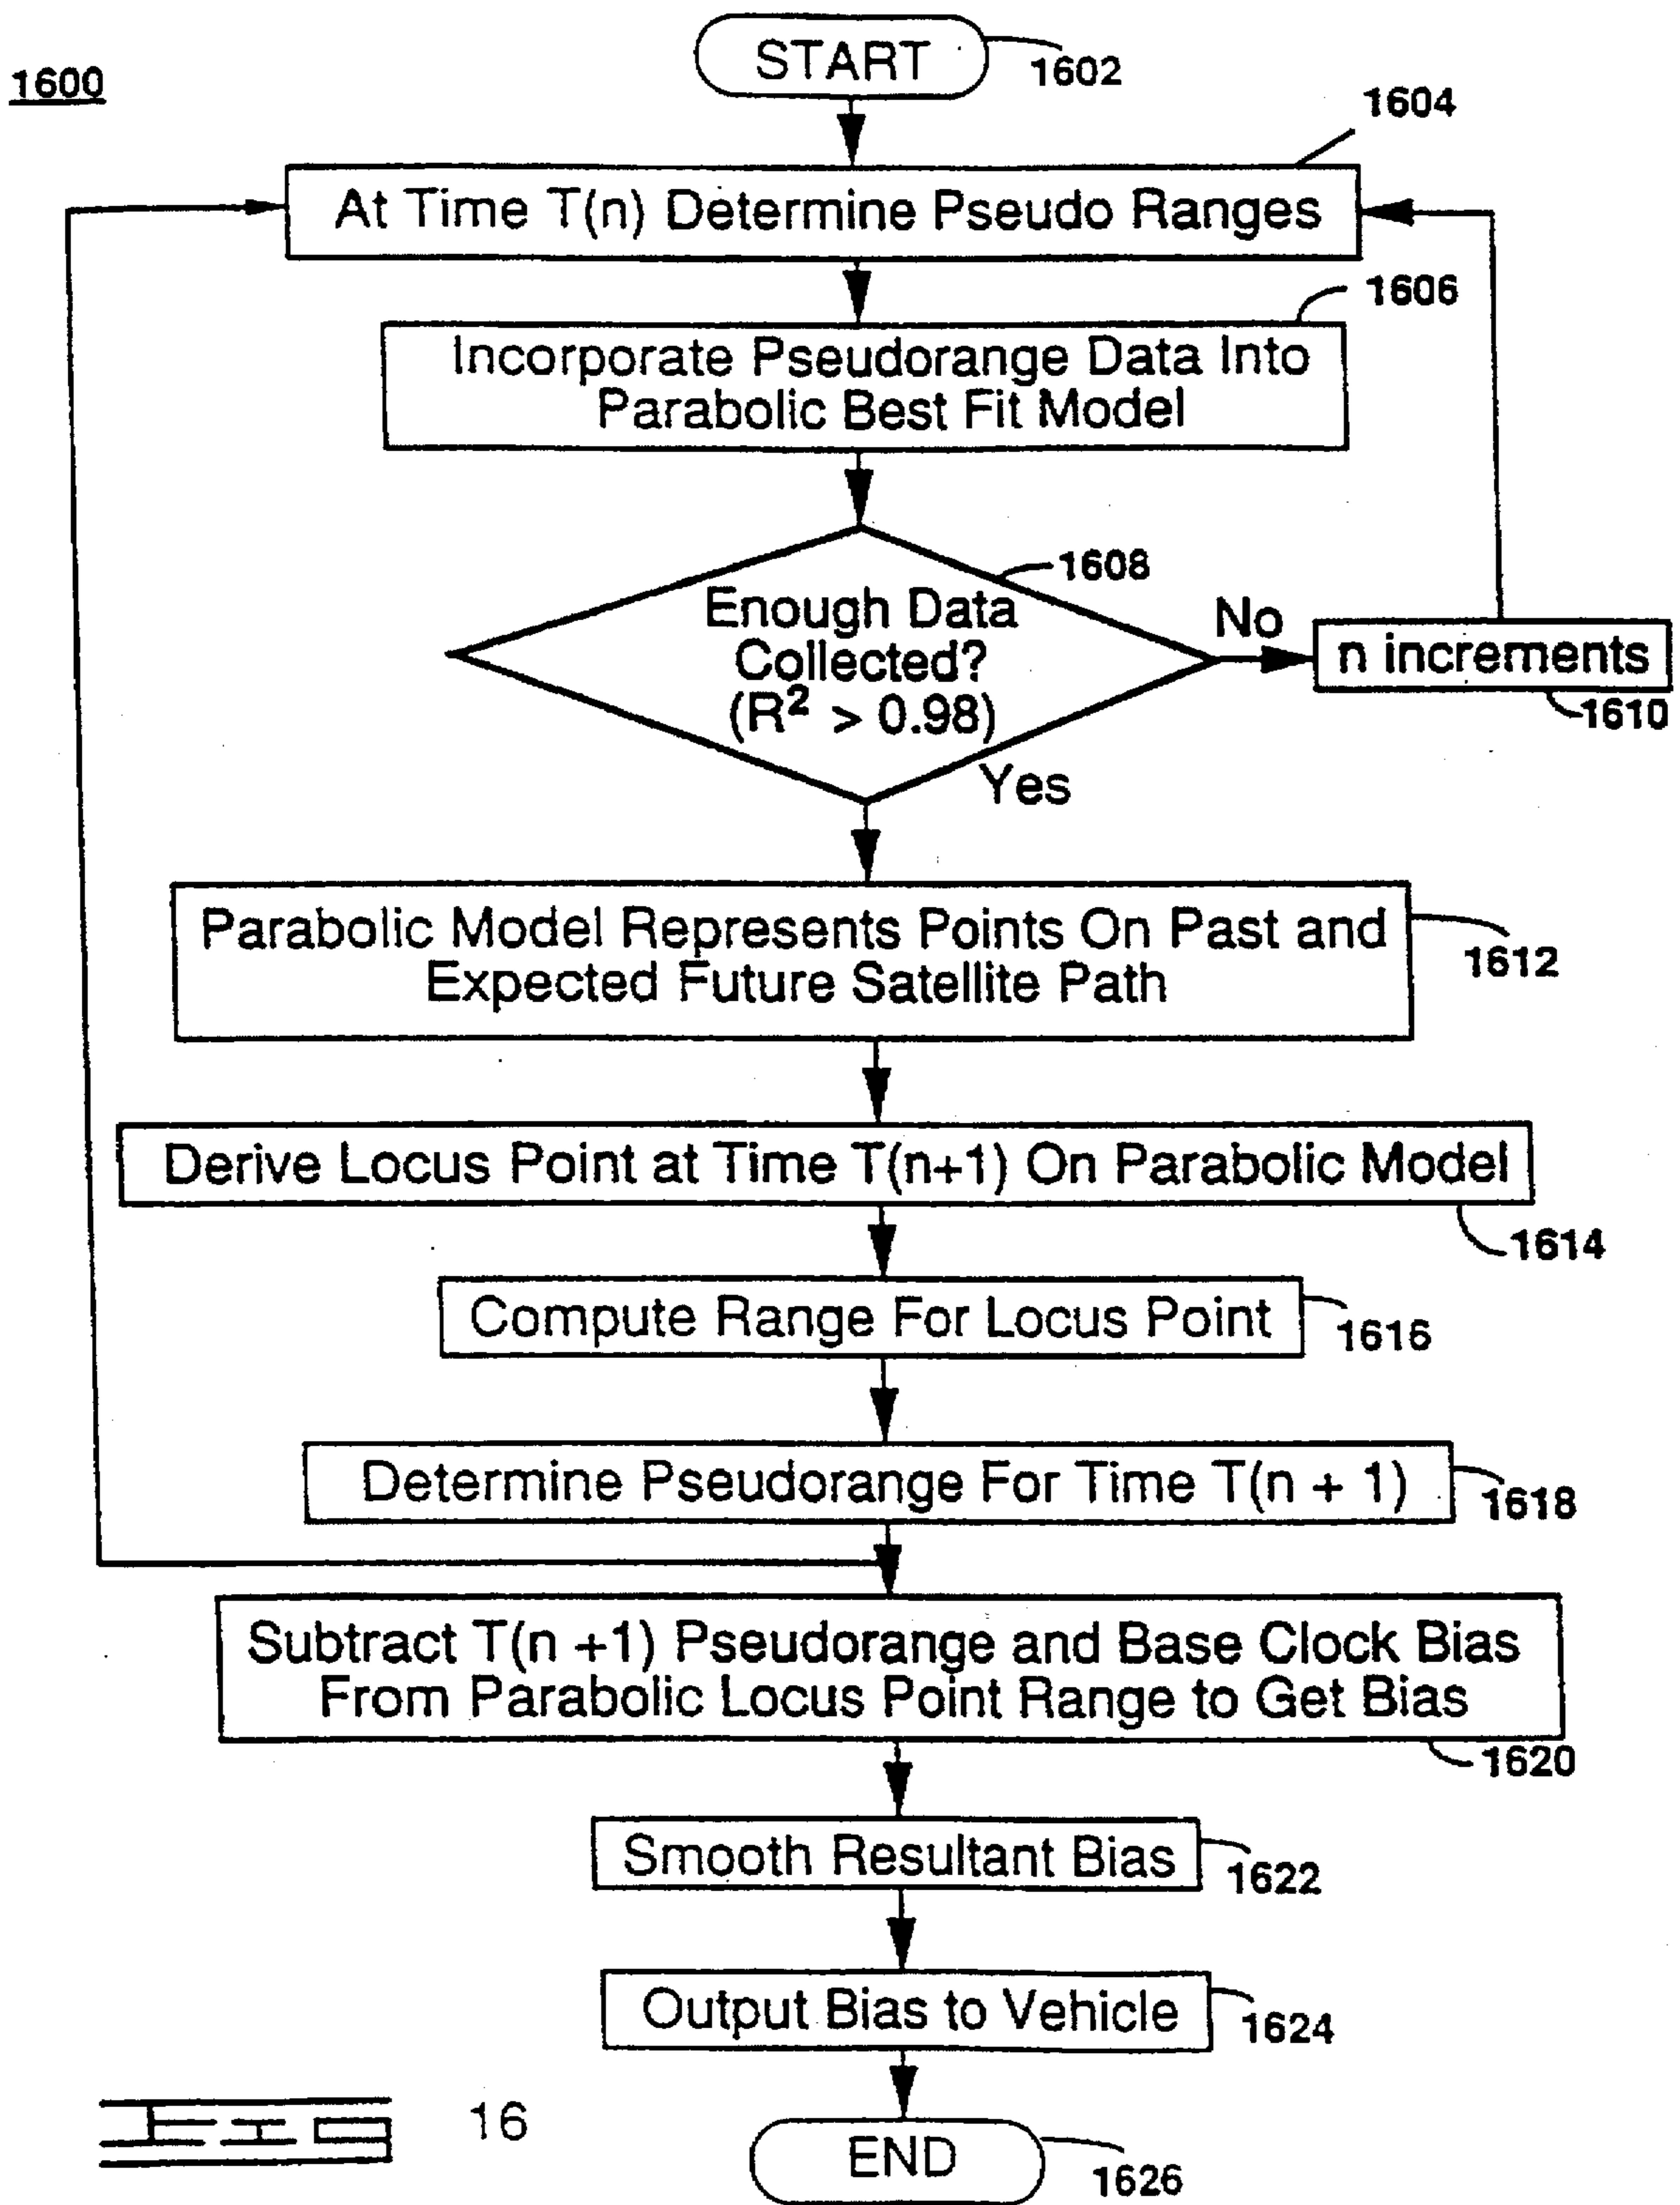 1600
START
1602
1604
At Time T(n) Determine Pseudo Ranges
1606
Incorporate Pseudorange Data Into
Parabolic Best Fit Model
1608
Enough Data
Collected?
(R² > 0.98)
No
n increments
1610
Yes
Parabolic Model Represents Points On Past and
Expected Future Satellite Path
1612
Derive Locus Point at Time T(n+1) On Parabolic Model
1614
Compute Range For Locus Point
1616
Determine Pseudorange For Time T(n + 1)
1618
Subtract T(n +1) Pseudorange and Base Clock Bias
From Parabolic Locus Point Range to Get Bias
1620
Smooth Resultant Bias
1622
Output Bias to Vehicle
1624
END
1626
FIG 16